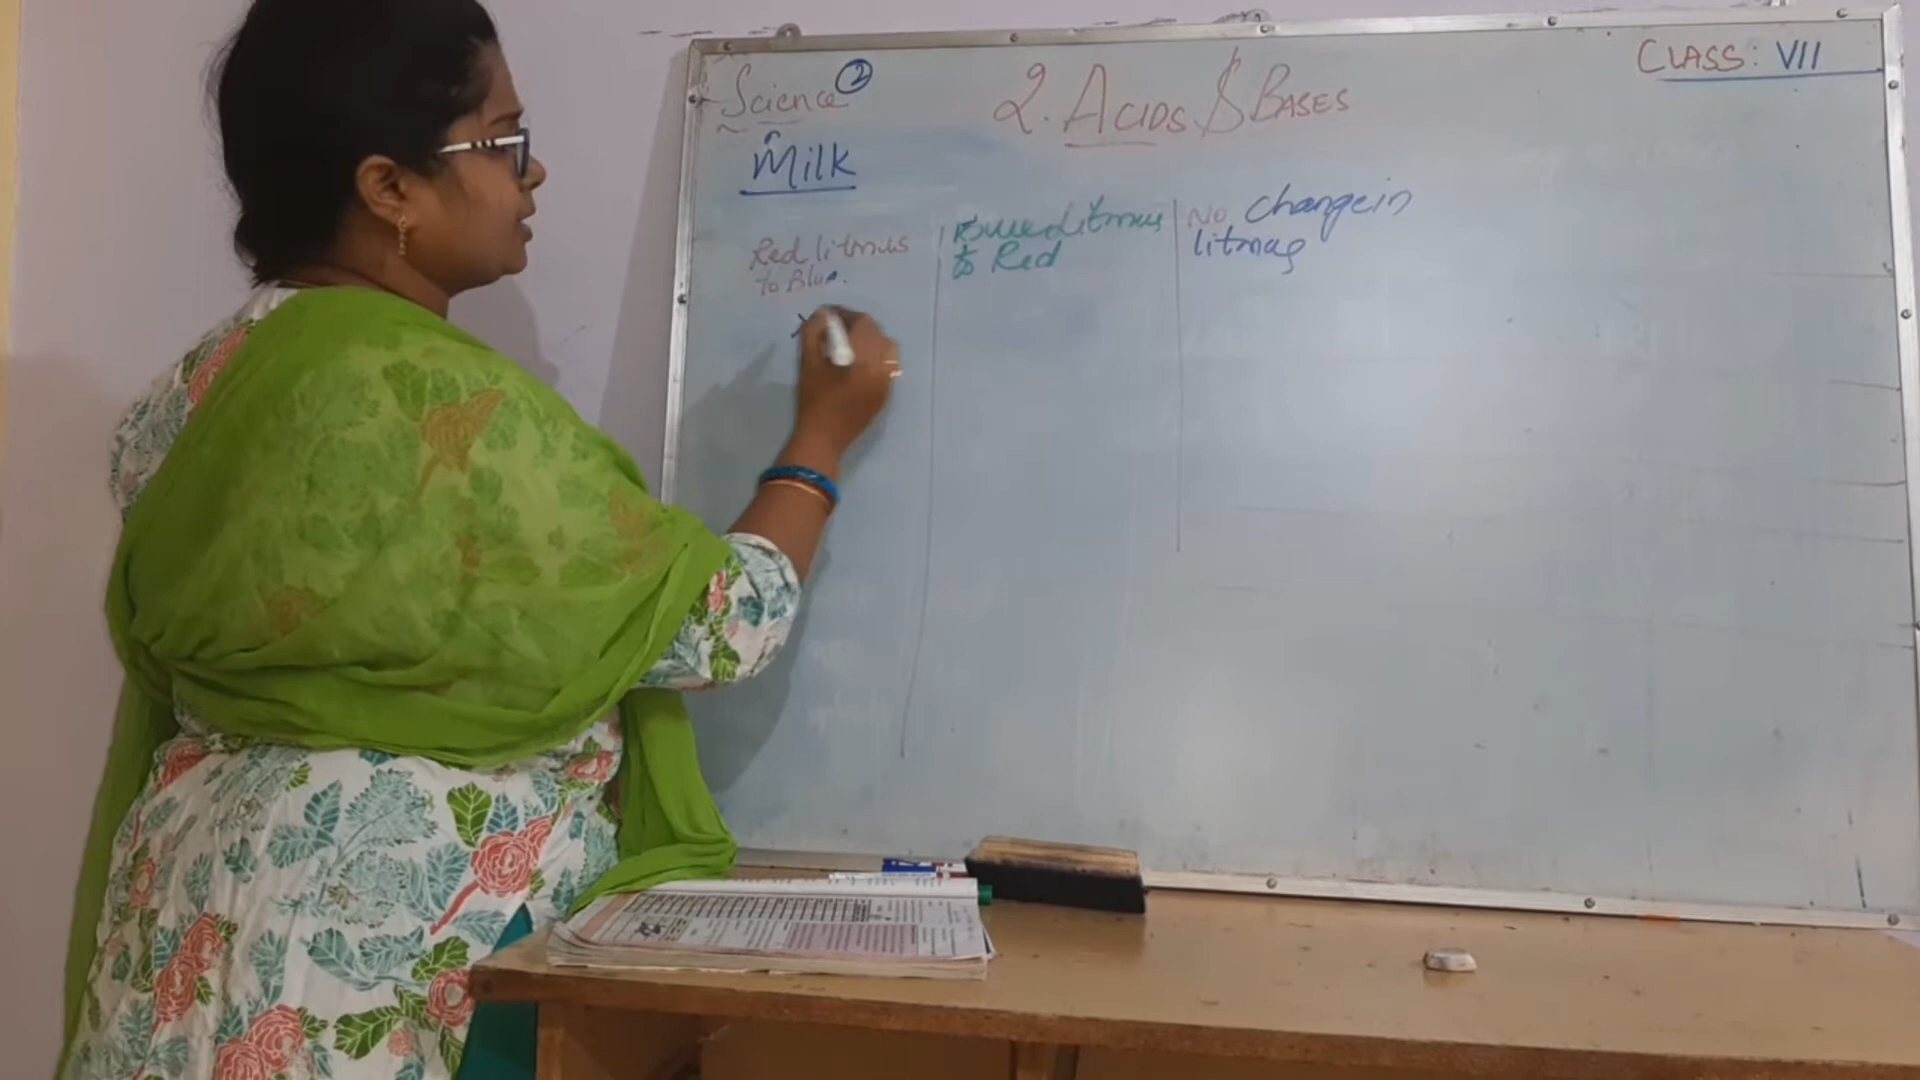 Science 2
2. ACIDS & BASES
CLASS: VII
Milk
Red litmus
to Blue.
Blue Litmus
to Red
No change in
litmus
X